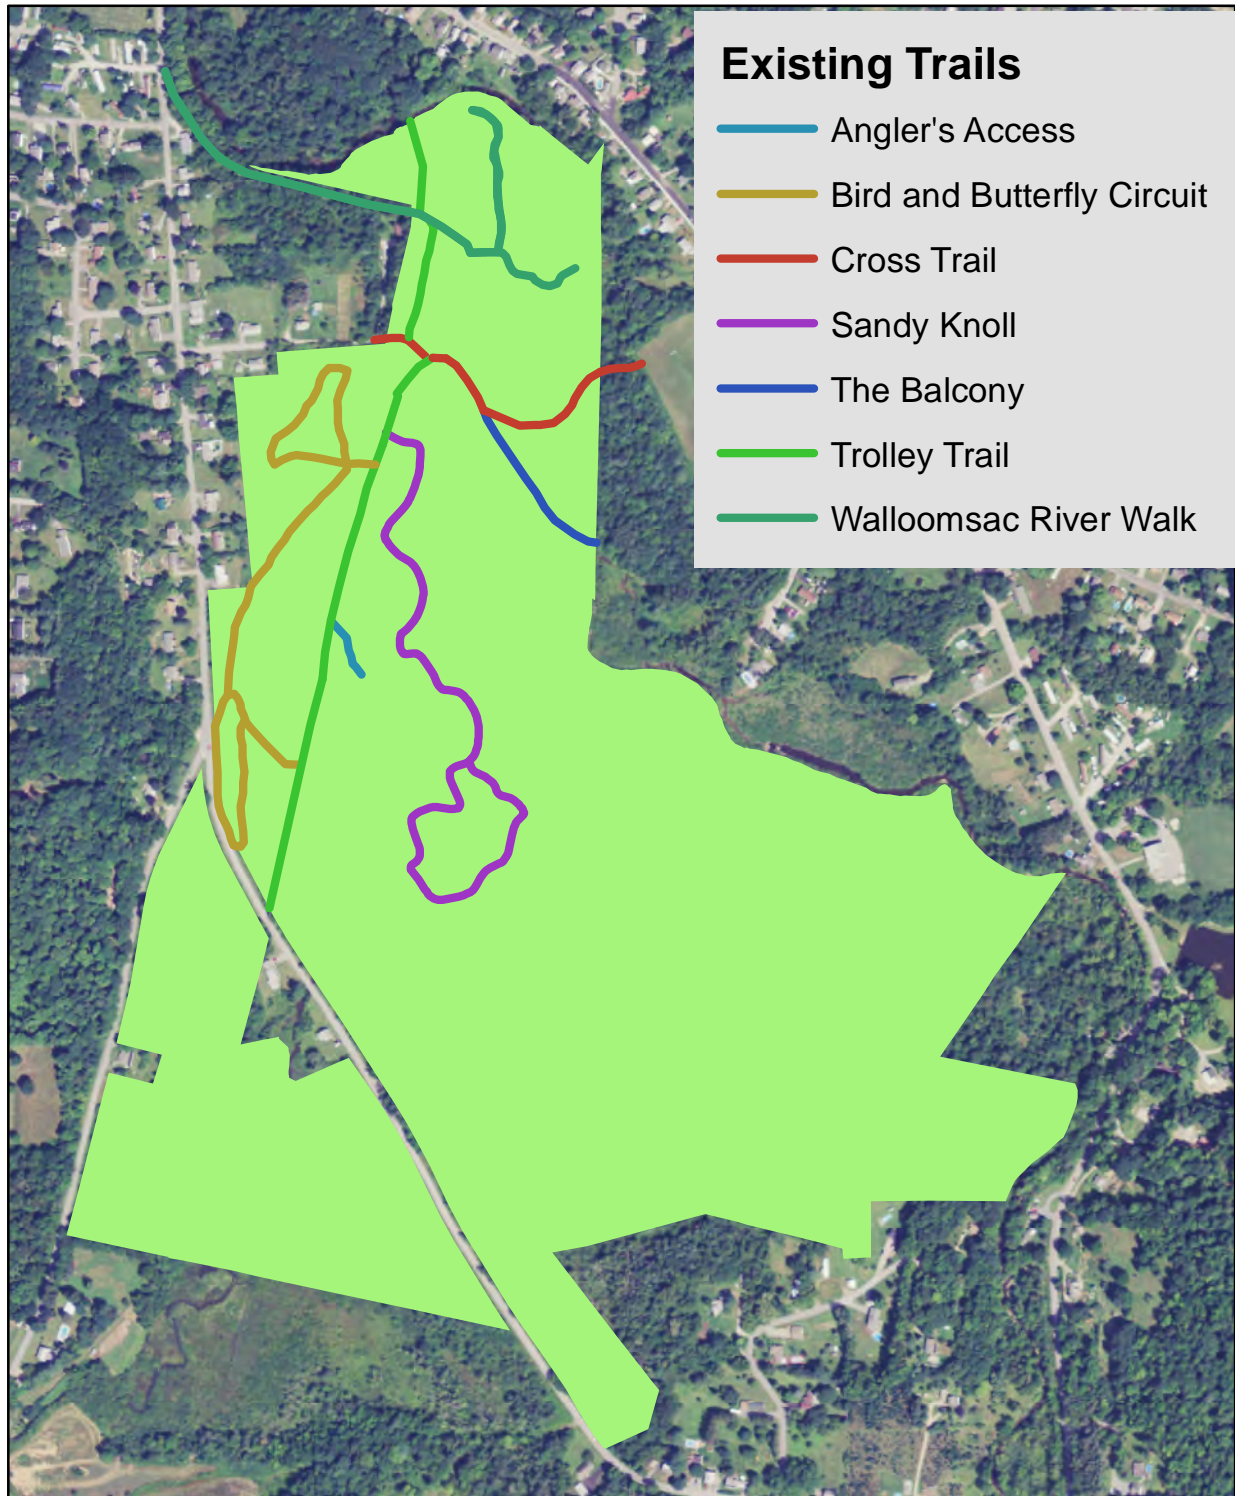 Existing Trails
Angler's Access
Bird and Butterfly Circuit
Cross Trail
Sandy Knoll
The Balcony
Trolley Trail
Walloomsac River Walk